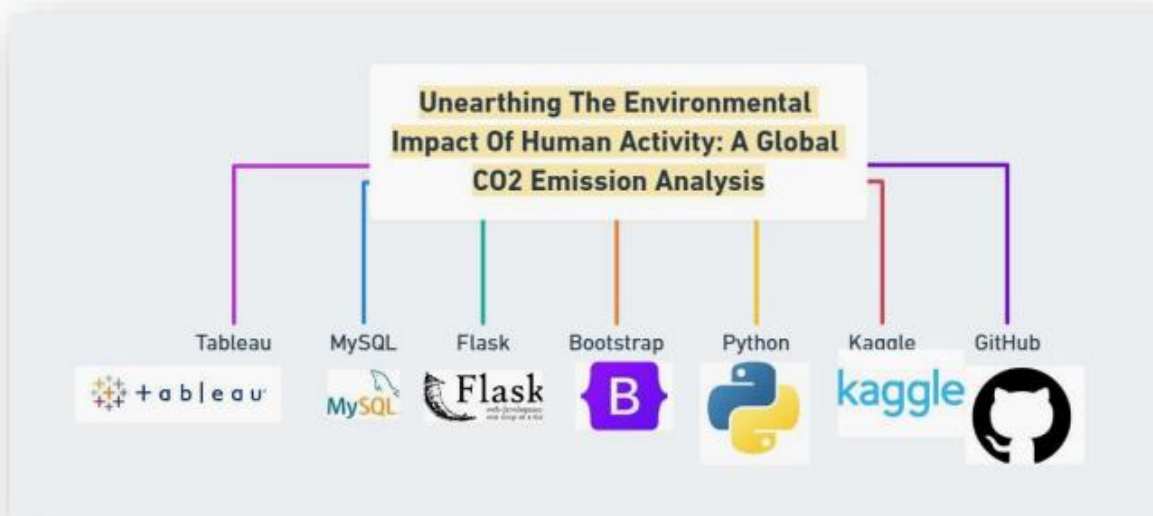 Unearthing The Environmental
Impact Of Human Activity: A Global
CO2 Emission Analysis
Tableau
MySQL
Flask
Bootstrap
Python
Kaggle
GitHub
+ableau
MySQL
Flask
B
kaggle